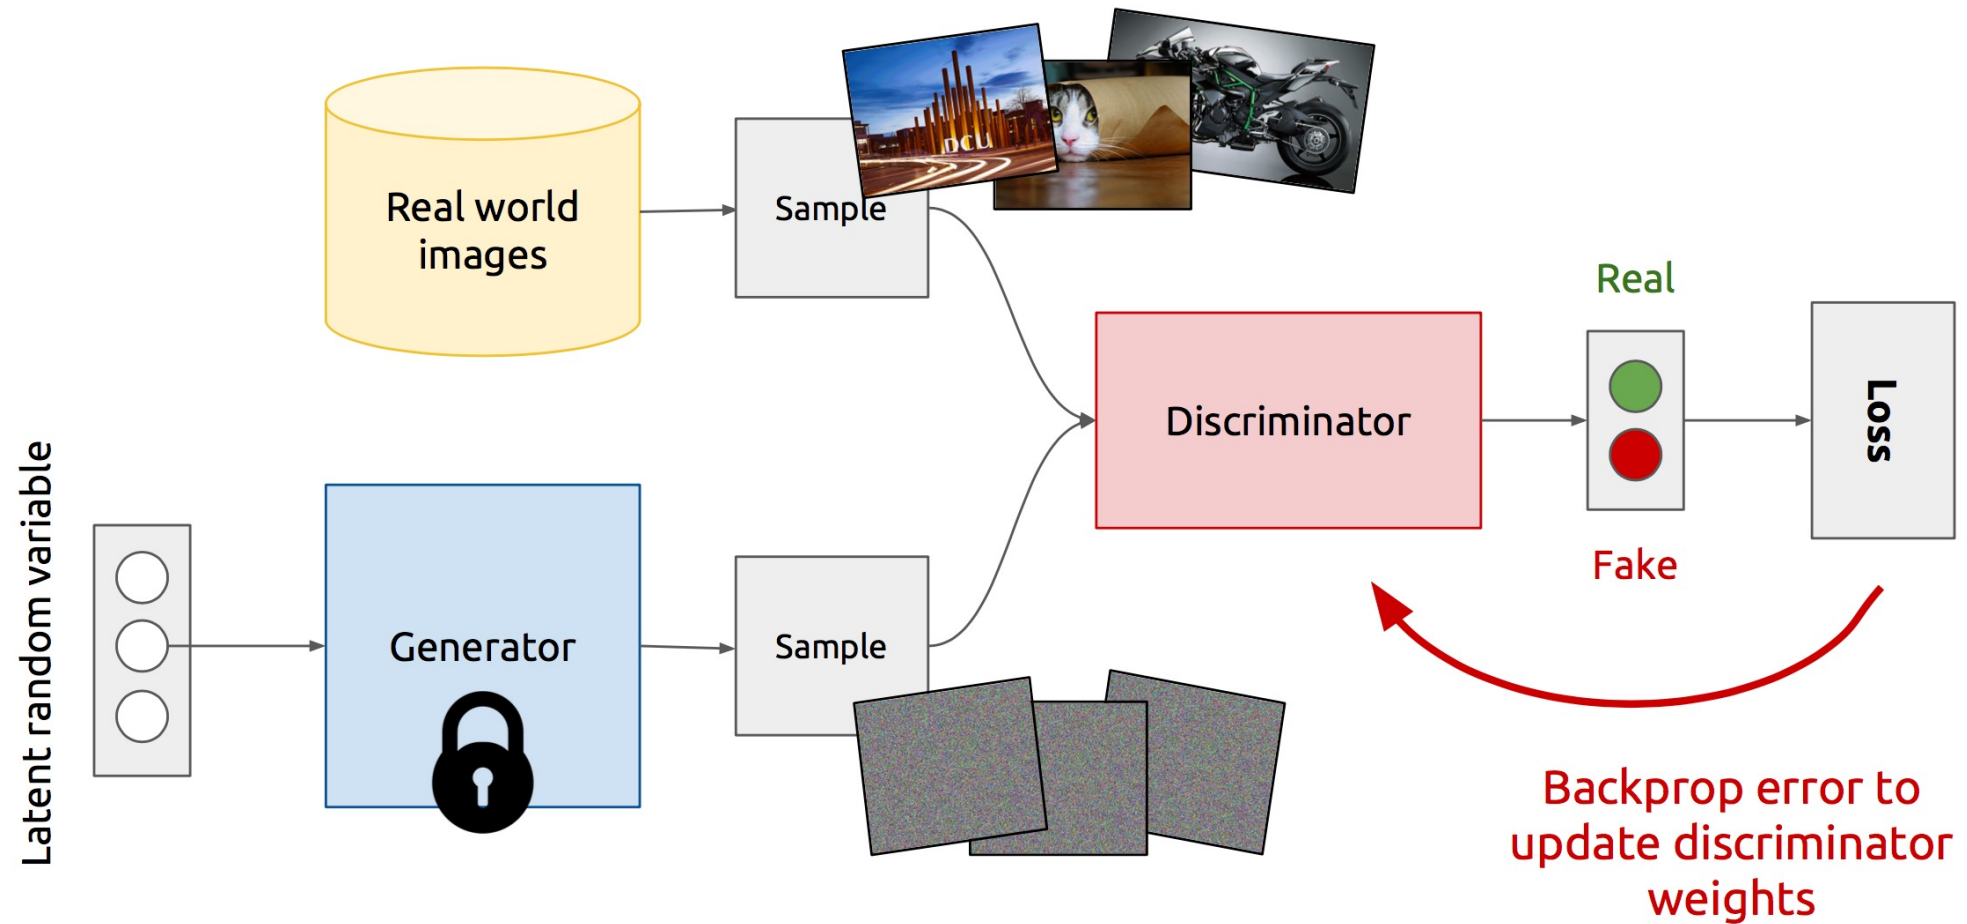 DCU
Real world
images
Sample
Real
Discriminator
Loss
Latent random variable
Generator
Sample
Fake
Backprop error to
update discriminator
weights